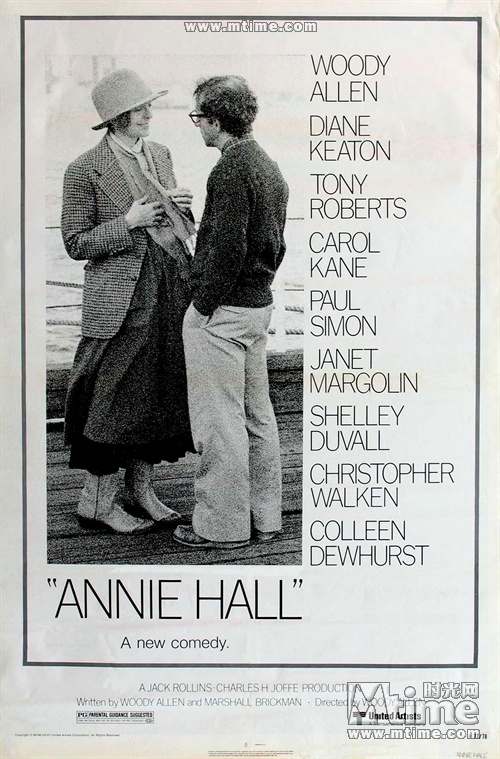 www.mtime.com
WOODY
ALLEN
DIANE
KEATON
TONY
ROBERTS
CAROL
KANE
PAUL
SIMON
JANET
MARGOLIN
SHELLEY
DUVALL
CHRISTOPHER
WALKEN
COLLEEN
DEWHURST
"ANNIE HALL"
A new comedy.
A JACK ROLLINS-CHARLES H. JOFFE PRODUCTION
Written by WOODY ALLEN and MARSHALL BRICKMAN • Directed by WOODY
PG PARENTAL GUIDANCE SUGGESTED
United Artists
Mtime 时光网
www.mtime.com
"ANNIE HALL"